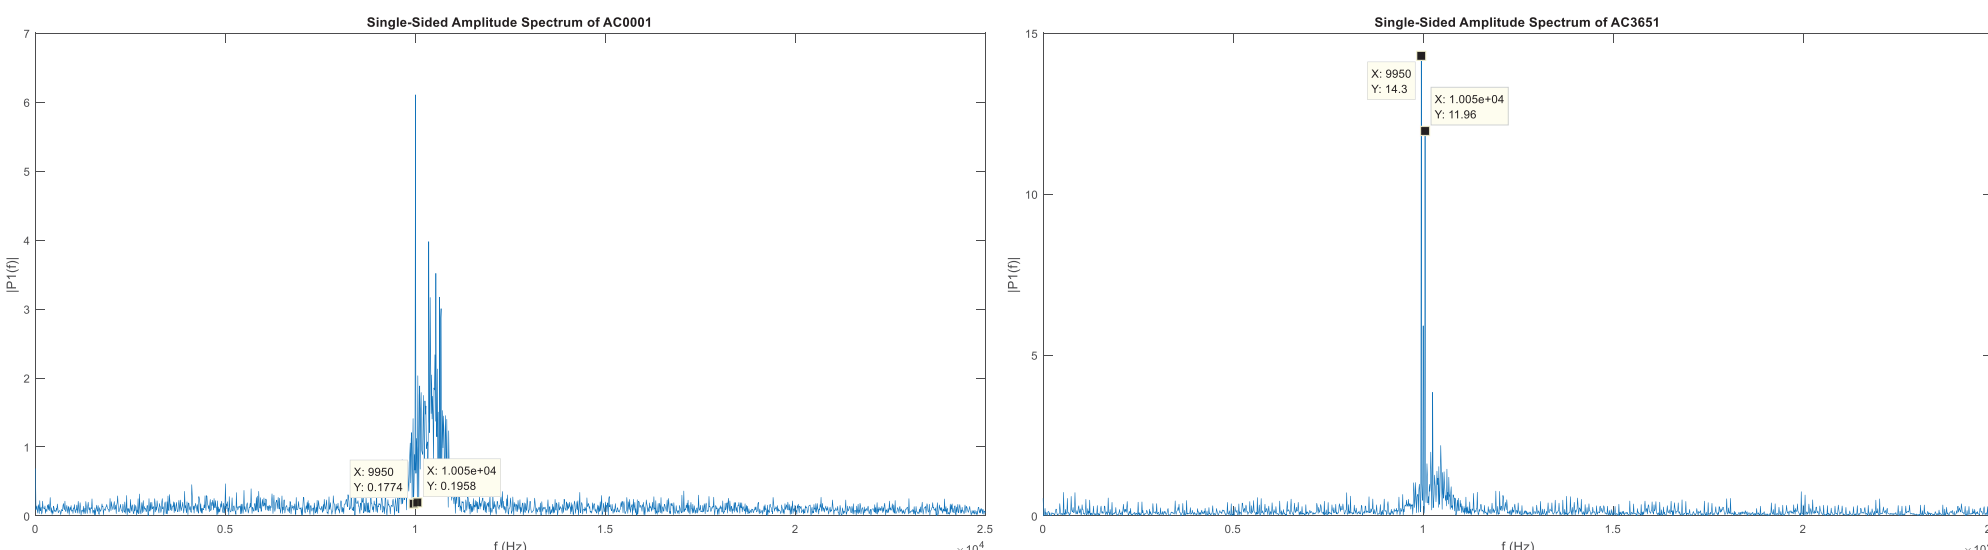 Single-Sided Amplitude Spectrum of AC0001
7
6
5
4
3
2
1
0
|P1(f)|
X: 9950
Y: 0.1774
X: 1.005e+04
Y: 0.1958
0
0.5
1
1.5
2
2.5
f (Hz)
×10^4
Single-Sided Amplitude Spectrum of AC3651
15
10
5
0
|P1(f)|
X: 9950
Y: 14.3
X: 1.005e+04
Y: 11.96
0
0.5
1
1.5
2
f (Hz)